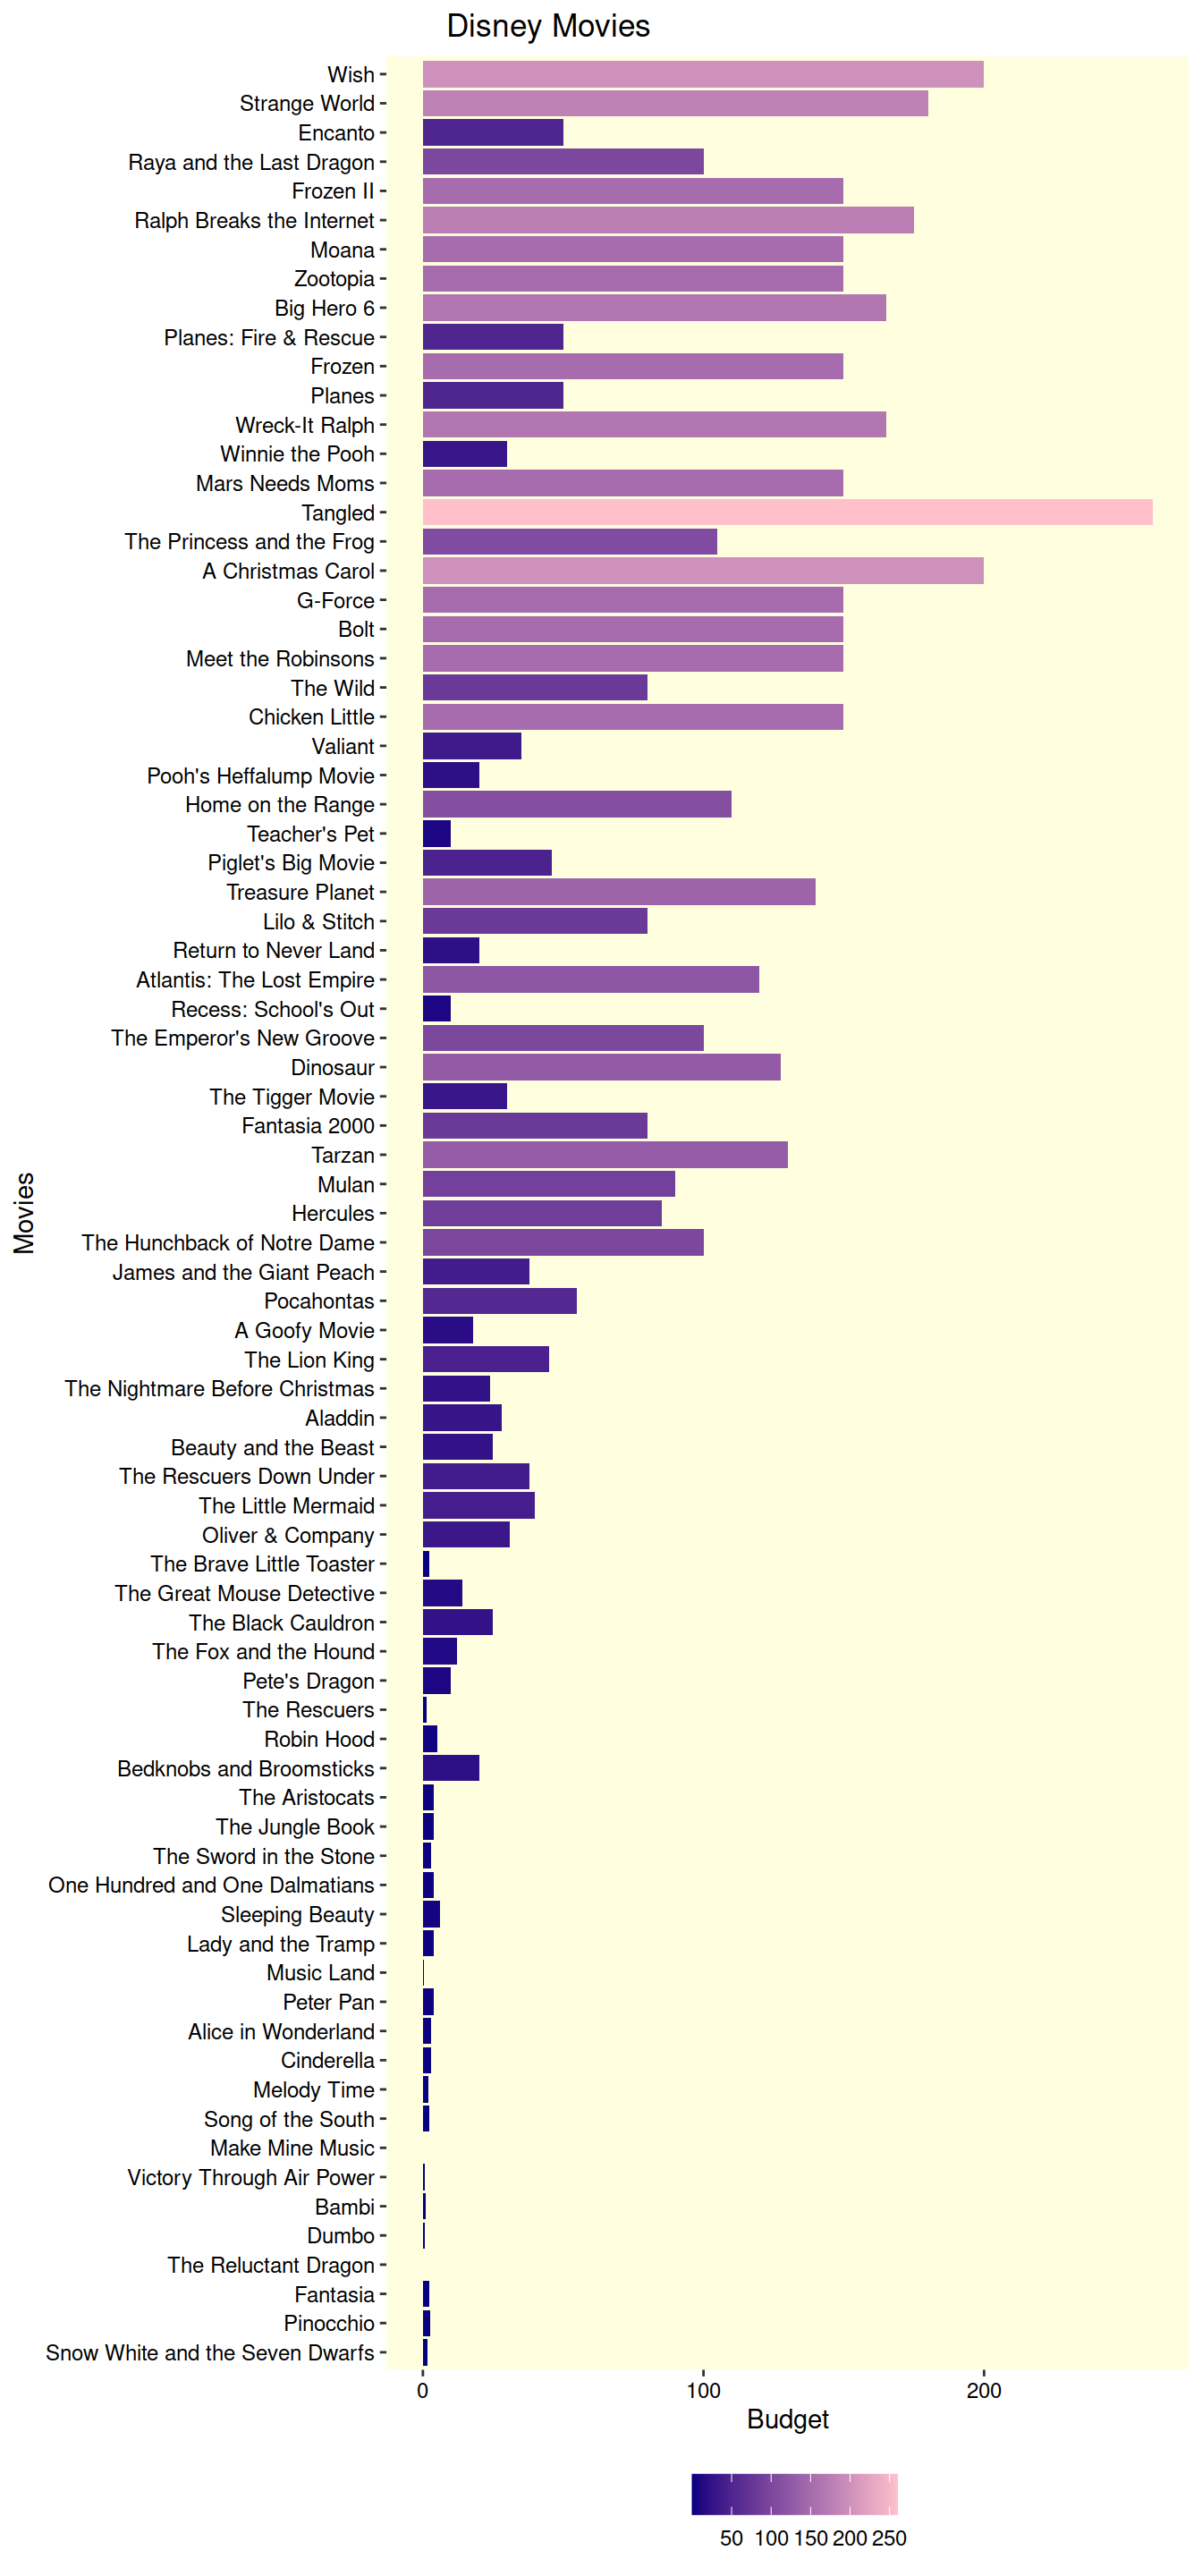 Disney Movies
Wish
Strange World
Encanto
Raya and the Last Dragon
Frozen II
Ralph Breaks the Internet
Moana
Zootopia
Big Hero 6
Planes: Fire & Rescue
Frozen
Planes
Wreck-It Ralph
Winnie the Pooh
Mars Needs Moms
Tangled
The Princess and the Frog
A Christmas Carol
G-Force
Bolt
Meet the Robinsons
The Wild
Chicken Little
Valiant
Pooh's Heffalump Movie
Home on the Range
Teacher's Pet
Piglet's Big Movie
Treasure Planet
Lilo & Stitch
Return to Never Land
Atlantis: The Lost Empire
Recess: School's Out
The Emperor's New Groove
Dinosaur
The Tigger Movie
Fantasia 2000
Tarzan
Mulan
Hercules
The Hunchback of Notre Dame
James and the Giant Peach
Pocahontas
A Goofy Movie
The Lion King
The Nightmare Before Christmas
Aladdin
Beauty and the Beast
The Rescuers Down Under
The Little Mermaid
Oliver & Company
The Brave Little Toaster
The Great Mouse Detective
The Black Cauldron
The Fox and the Hound
Pete's Dragon
The Rescuers
Robin Hood
Bedknobs and Broomsticks
The Aristocats
The Jungle Book
The Sword in the Stone
One Hundred and One Dalmatians
Sleeping Beauty
Lady and the Tramp
Music Land
Peter Pan
Alice in Wonderland
Cinderella
Melody Time
Song of the South
Make Mine Music
Victory Through Air Power
Bambi
Dumbo
The Reluctant Dragon
Fantasia
Pinocchio
Snow White and the Seven Dwarfs
Movies
0 100 200
Budget
50 100 150 200 250